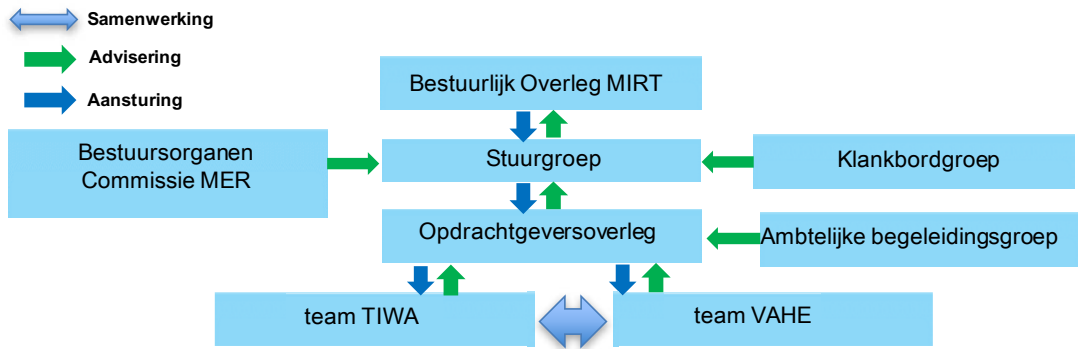 Samenwerking
Advisering
Aansturing
Bestuurlijk Overleg MIRT
Bestuursorganen
Commissie MER
Stuurgroep
Klankbordgroep
Opdrachtgeversoverleg
Ambtelijke begeleidingsgroep
team TIWA
team VAHE